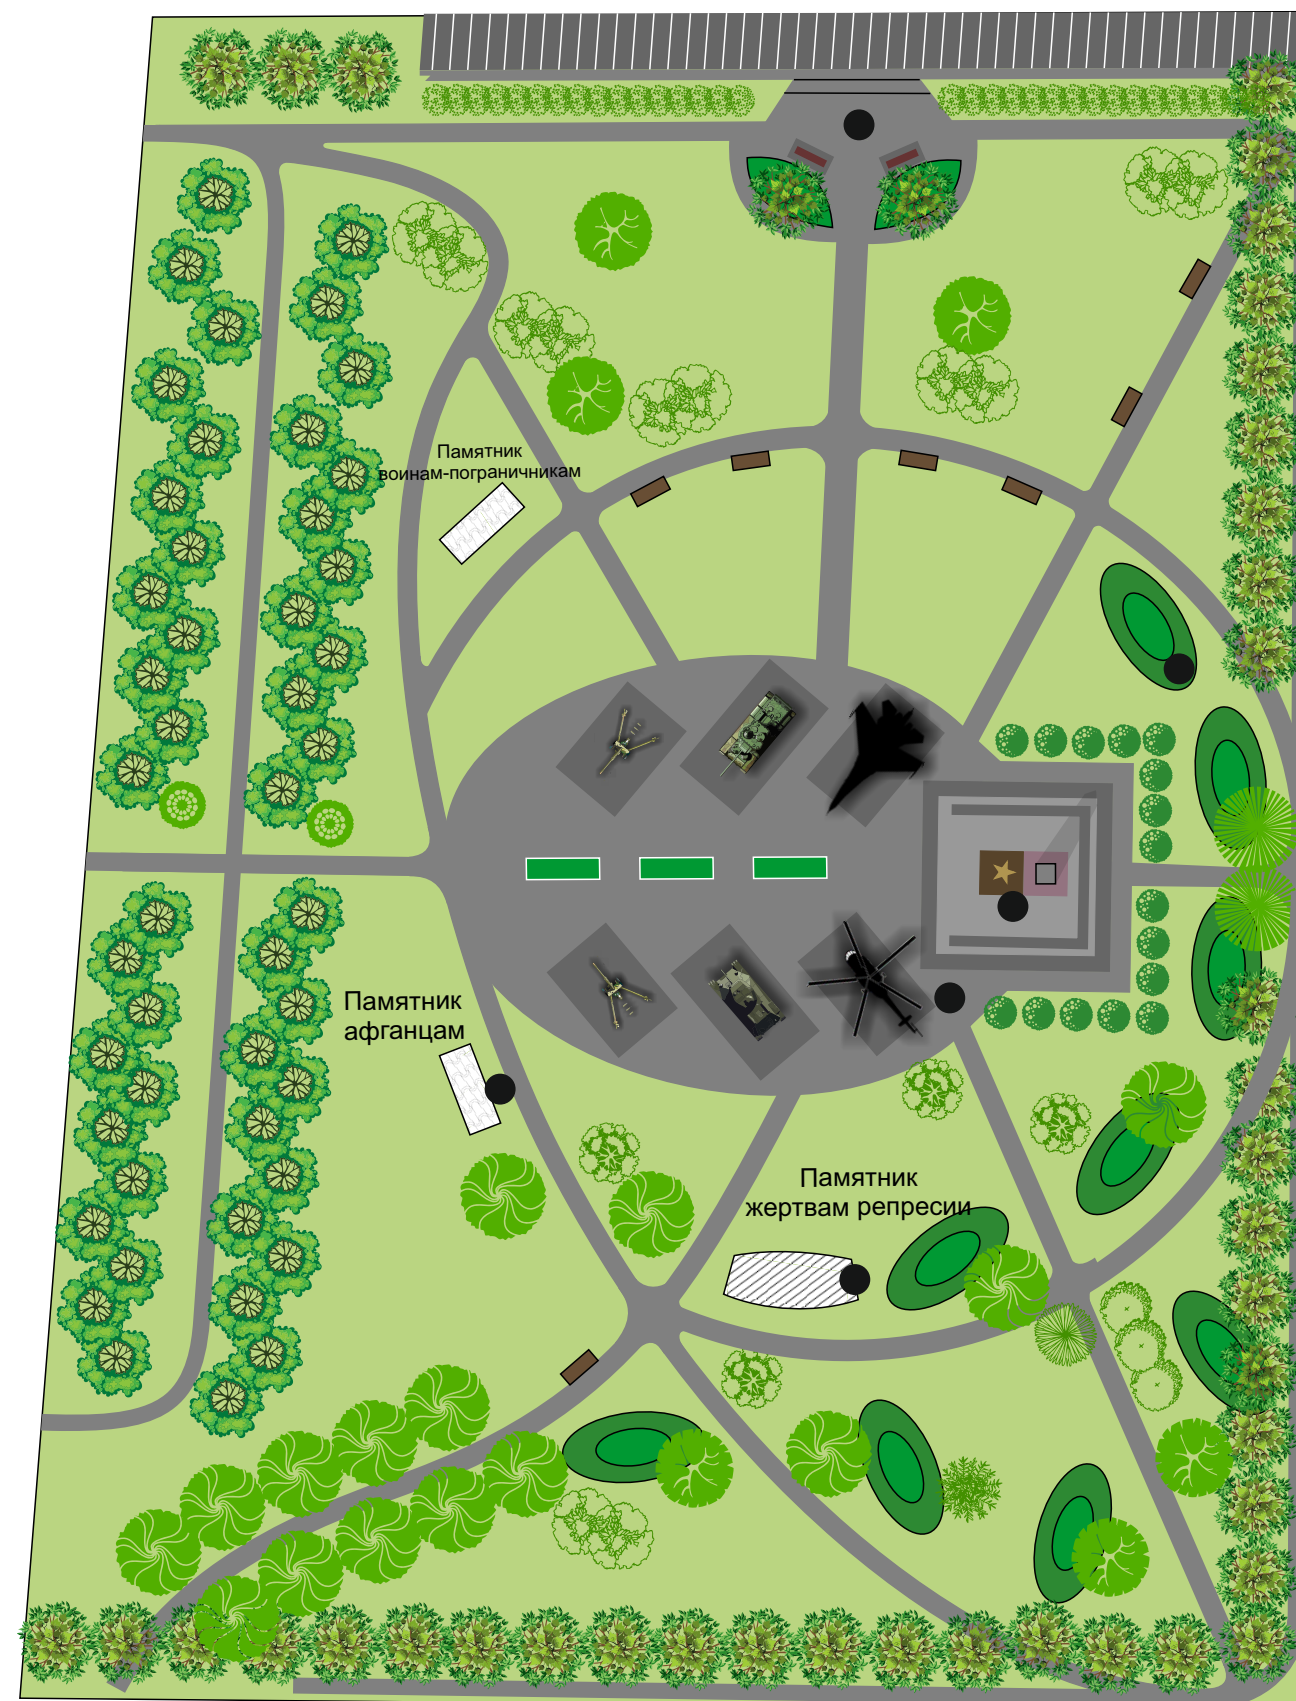 Памятник
воинам-пограничникам
Памятник
афганцам
Памятник
жертвам репресии